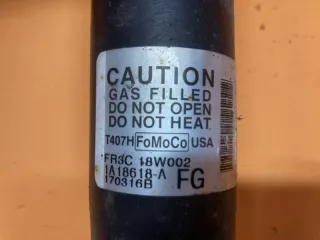 CAUTION
GAS FILLED
DO NOT OPEN
DO NOT HEAT
T407H FoMoCo USA
FR3C 18W002
1A18618-A
170316B FG